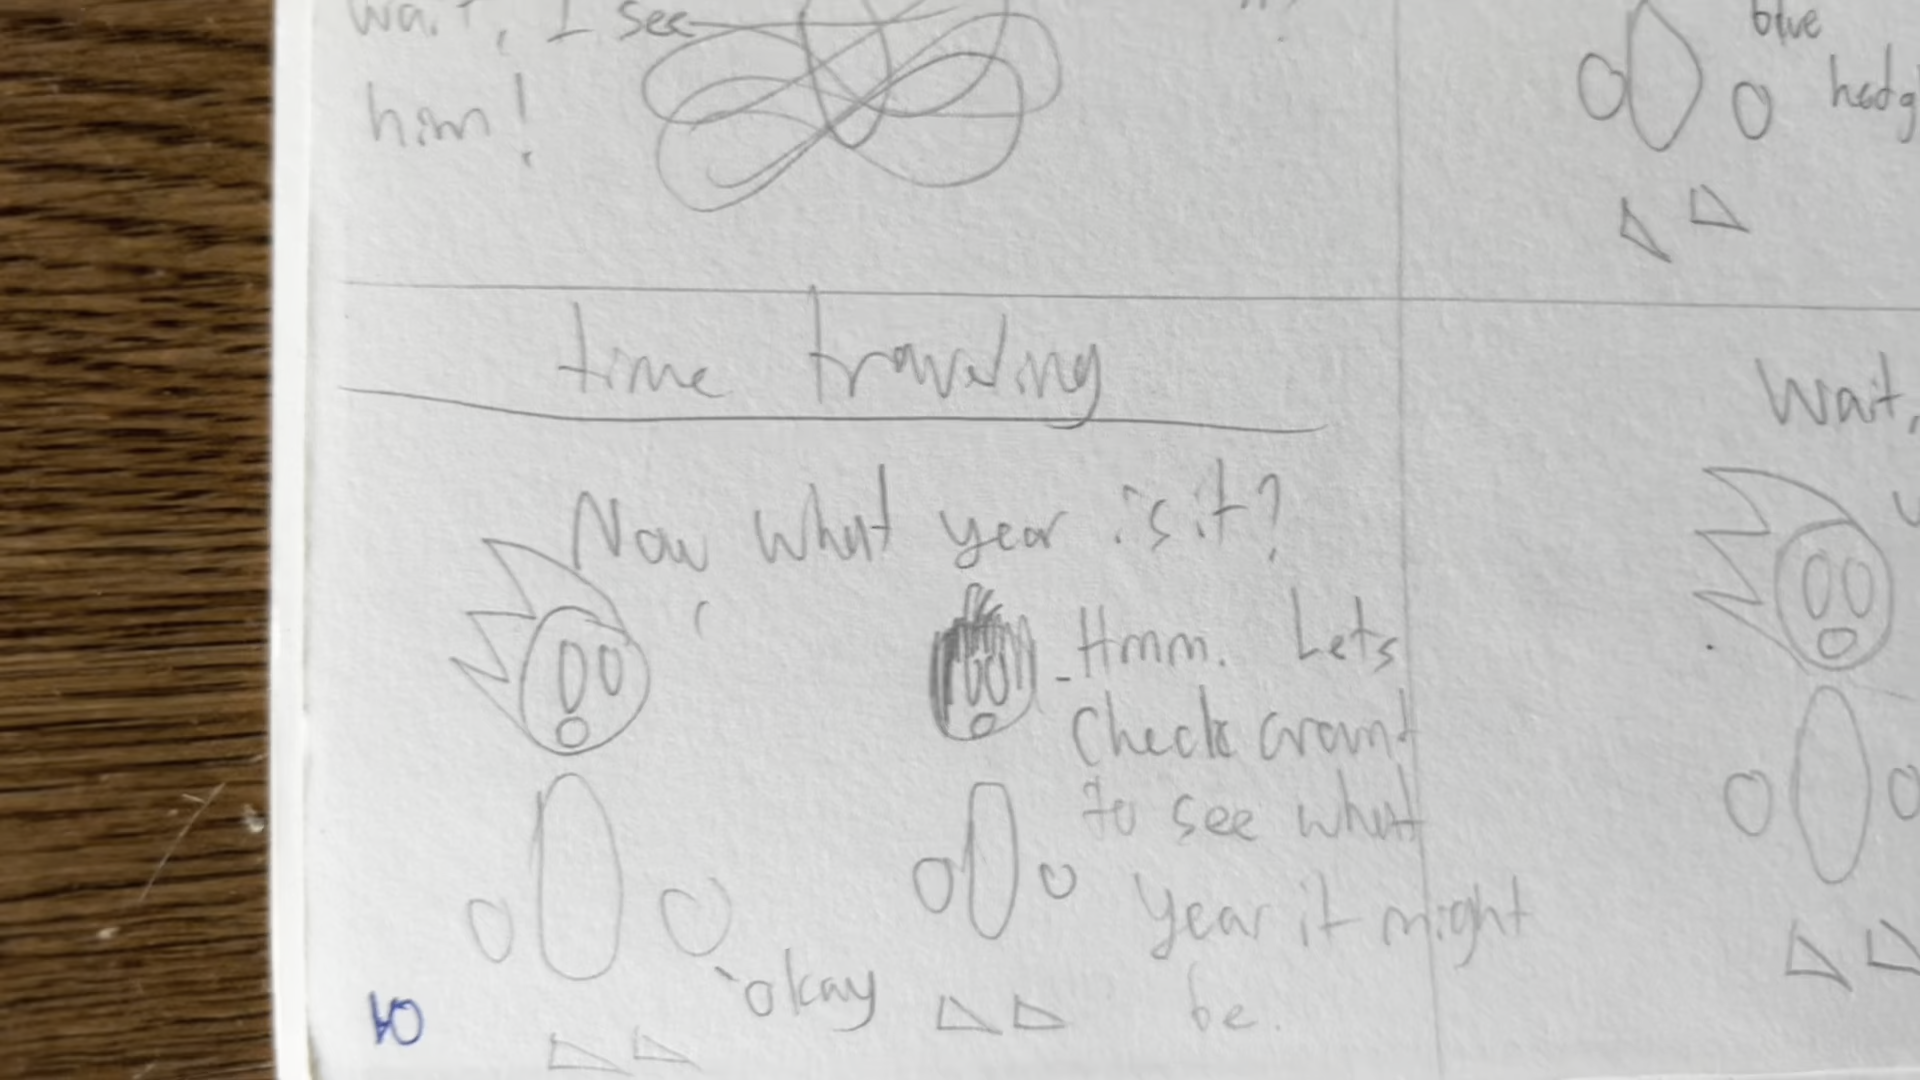 wait, I see
him!
blue
hedg
time traveling
Now what year is it?
Wait,
Hmm. Lets
Check around
to see what
year it might
be.
okay
10